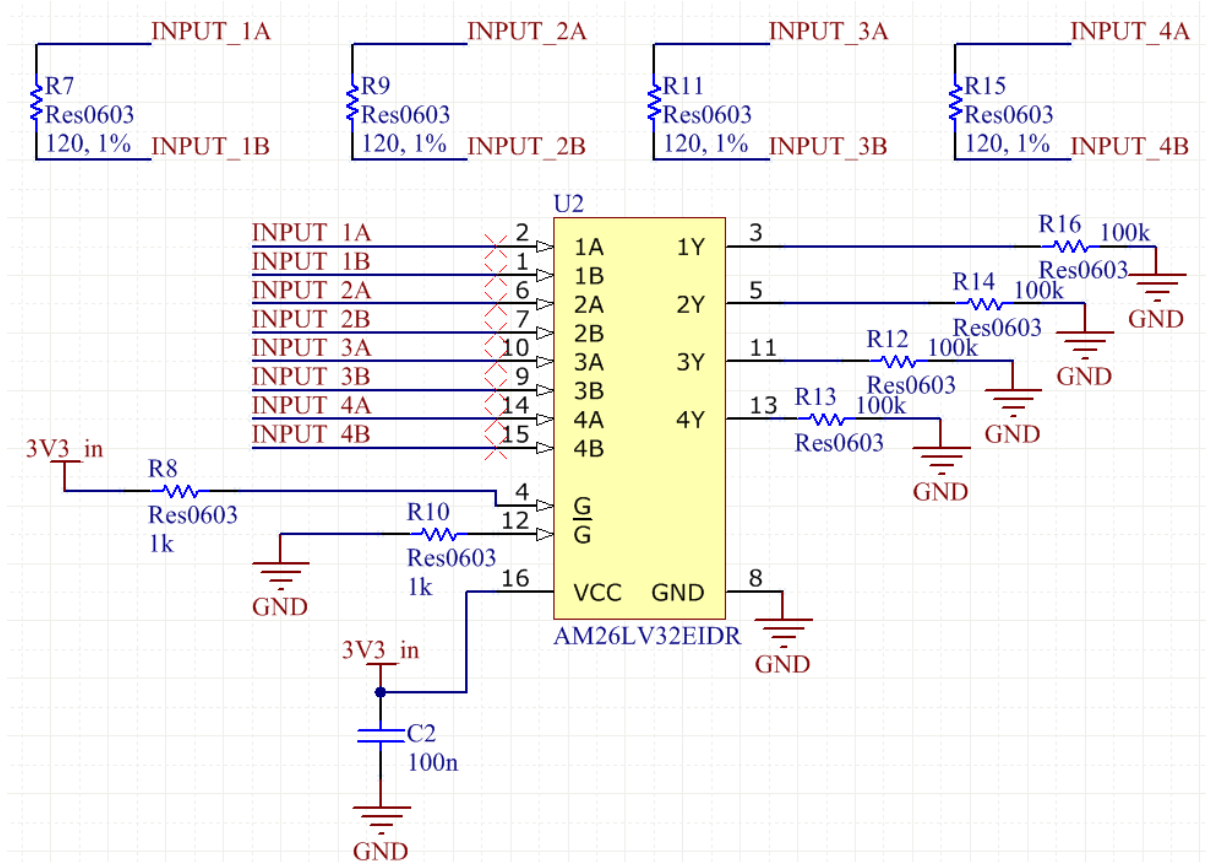 INPUT_1A
INPUT_2A
INPUT_3A
INPUT_4A
R7
Res0603
120, 1%
INPUT_1B
R9
Res0603
120, 1%
INPUT_2B
R11
Res0603
120, 1%
INPUT_3B
R15
Res0603
120, 1%
INPUT_4B
U2
INPUT_1A 2 1A
INPUT_1B 1 1B
INPUT_2A 6 2A
INPUT_2B 7 2B
INPUT_3A 10 3A
INPUT_3B 9 3B
INPUT_4A 14 4A
INPUT_4B 15 4B
1Y 3
R16 100k
Res0603
GND
2Y 5
R14 100k
Res0603
GND
3Y 11
R12 100k
Res0603
GND
4Y 13
R13 100k
Res0603
GND
3V3_in
R8
Res0603
1k
4 G
R10
Res0603
1k
12 G
GND
16 VCC
GND 8
GND
AM26LV32EIDR
3V3_in
C2
100n
GND